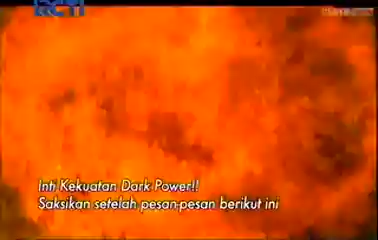 RCTI
Inti Kekuatan Dark Power!!
Saksikan setelah pesan-pesan berikut ini